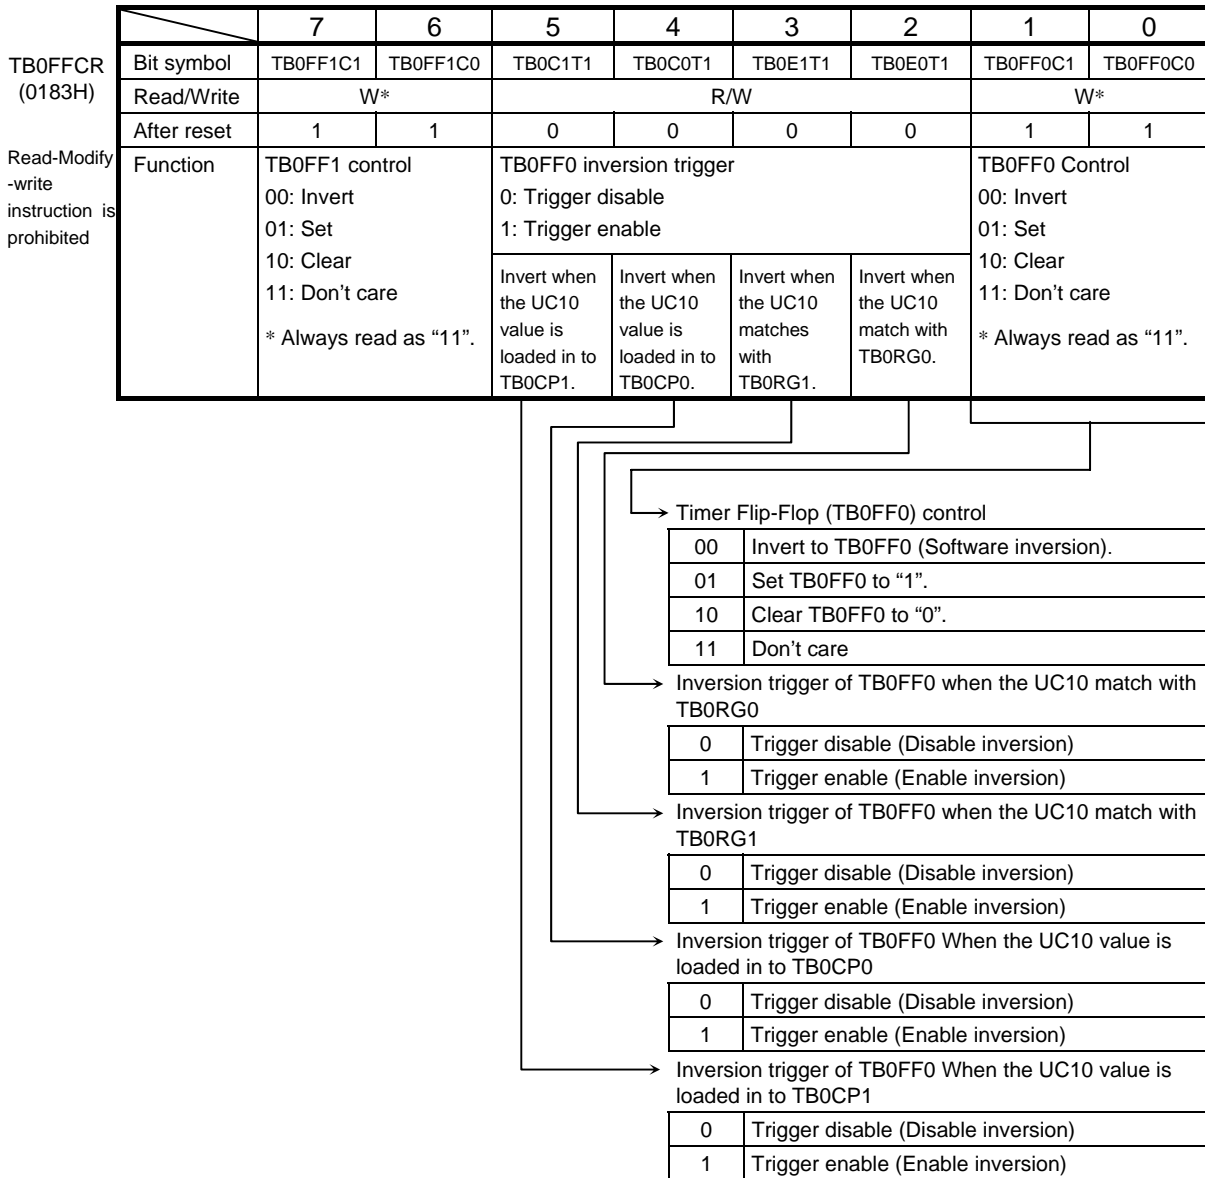 7 6 5 4 3 2 1 0
TB0FFCR
(0183H)
Bit symbol TB0FF1C1 TB0FF1C0 TB0C1T1 TB0C0T1 TB0E1T1 TB0E0T1 TB0FF0C1 TB0FF0C0
Read/Write W* R/W W*
After reset 1 1 0 0 0 0 1 1
Read-Modify
-write
instruction is
prohibited
Function
TB0FF1 control
00: Invert
01: Set
10: Clear
11: Don’t care
* Always read as “11”.
TB0FF0 inversion trigger
0: Trigger disable
1: Trigger enable
Invert when
the UC10
value is
loaded in to
TB0CP1.
Invert when
the UC10
value is
loaded in to
TB0CP0.
Invert when
the UC10
matches
with
TB0RG1.
Invert when
the UC10
match with
TB0RG0.
TB0FF0 Control
00: Invert
01: Set
10: Clear
11: Don’t care
* Always read as “11”.
Timer Flip-Flop (TB0FF0) control
00 Invert to TB0FF0 (Software inversion).
01 Set TB0FF0 to “1”.
10 Clear TB0FF0 to “0”.
11 Don’t care
Inversion trigger of TB0FF0 when the UC10 match with
TB0RG0
0 Trigger disable (Disable inversion)
1 Trigger enable (Enable inversion)
Inversion trigger of TB0FF0 when the UC10 match with
TB0RG1
0 Trigger disable (Disable inversion)
1 Trigger enable (Enable inversion)
Inversion trigger of TB0FF0 When the UC10 value is
loaded in to TB0CP0
0 Trigger disable (Disable inversion)
1 Trigger enable (Enable inversion)
Inversion trigger of TB0FF0 When the UC10 value is
loaded in to TB0CP1
0 Trigger disable (Disable inversion)
1 Trigger enable (Enable inversion)